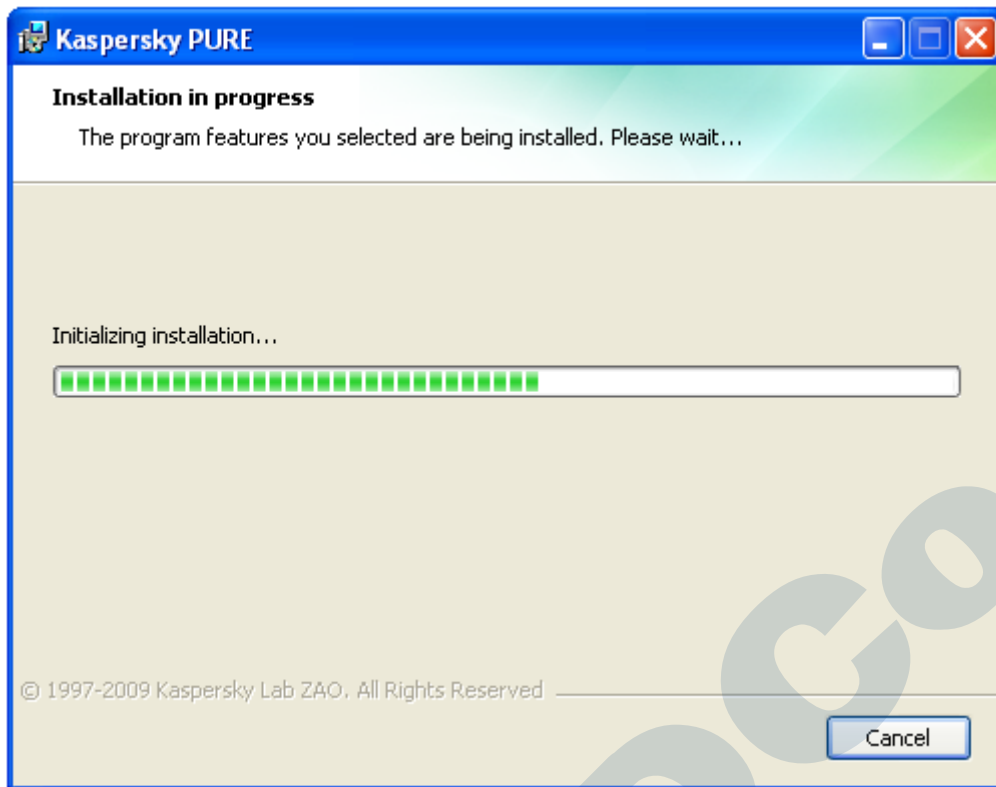 Kaspersky PURE
Installation in progress
The program features you selected are being installed. Please wait...
Initializing installation...
© 1997-2009 Kaspersky Lab ZAO. All Rights Reserved
Cancel